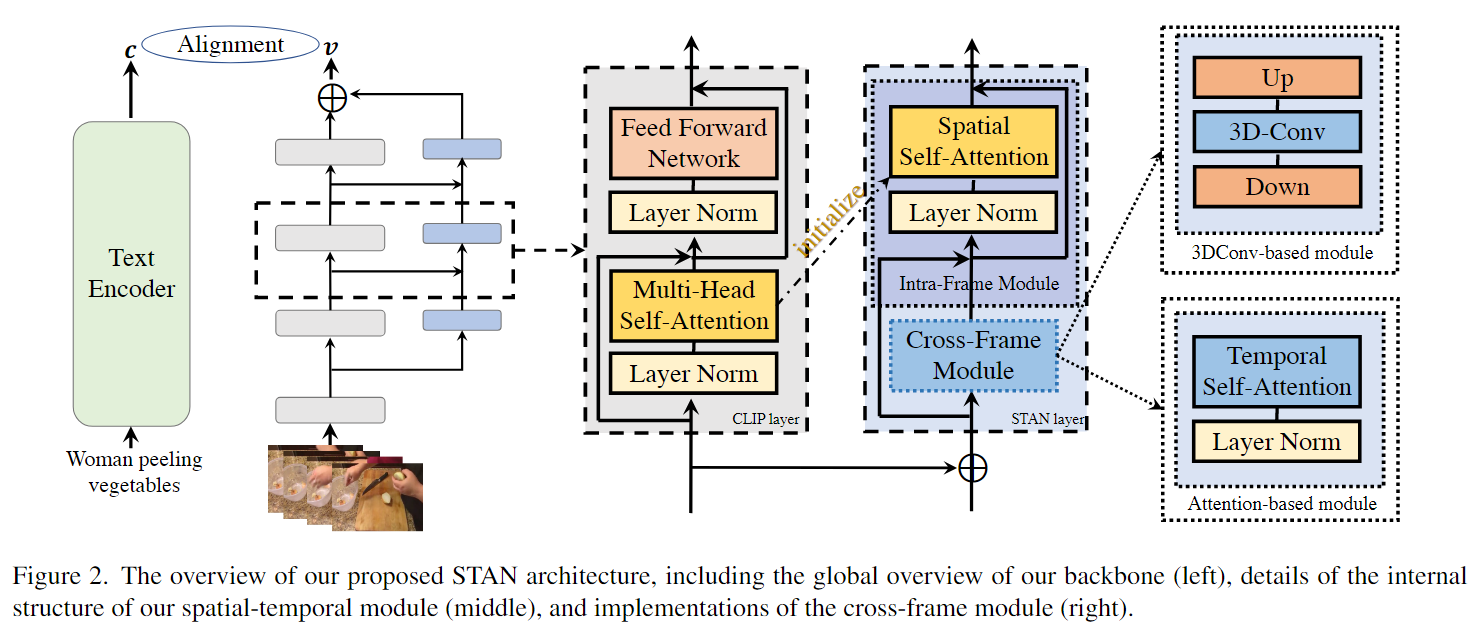 c
Alignment
v
Text
Encoder
Woman peeling
vegetables
Feed Forward
Network
Layer Norm
Multi-Head
Self-Attention
Layer Norm
CLIP layer
initialize
Spatial
Self-Attention
Layer Norm
Intra-Frame Module
Cross-Frame
Module
STAN layer
Up
3D-Conv
Down
3DConv-based module
Temporal
Self-Attention
Layer Norm
Attention-based module
Figure 2. The overview of our proposed STAN architecture, including the global overview of our backbone (left), details of the internal
structure of our spatial-temporal module (middle), and implementations of the cross-frame module (right).